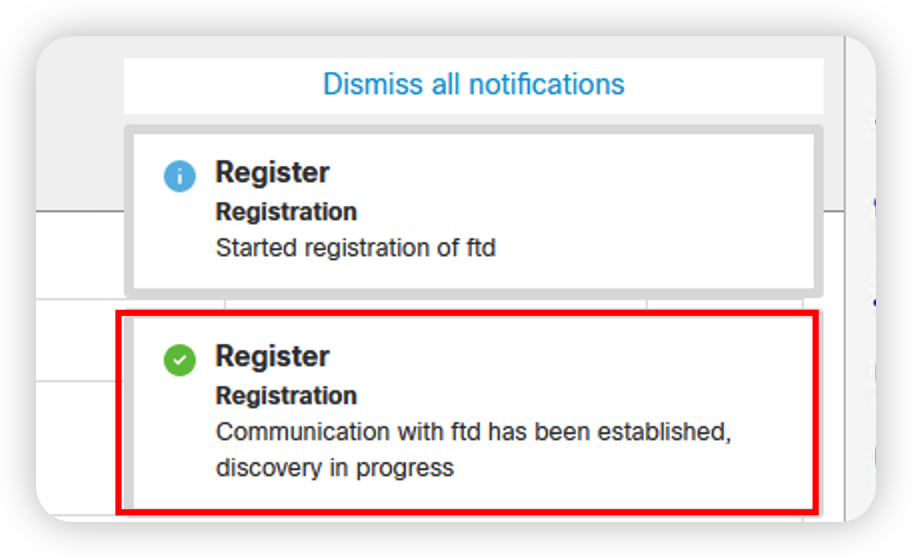 Dismiss all notifications
Register
Registration
Started registration of ftd
Register
Registration
Communication with ftd has been established,
discovery in progress